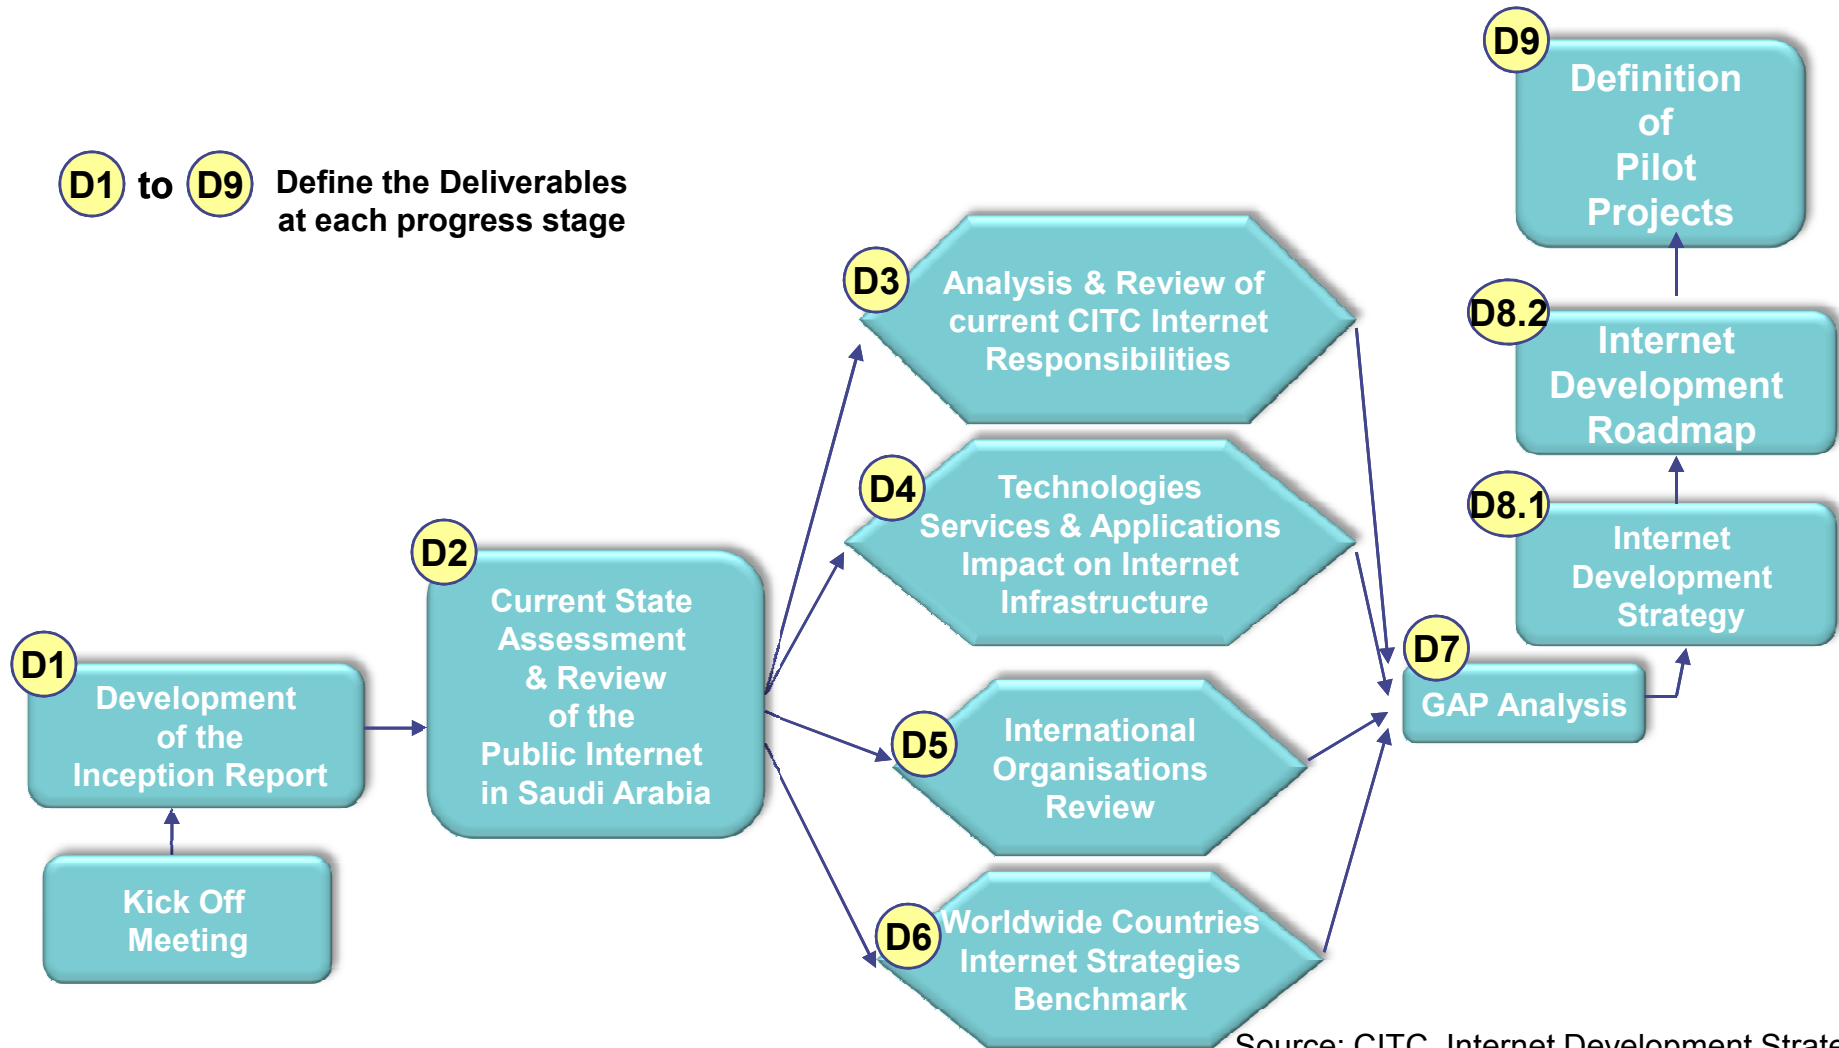 D1 to D9 Define the Deliverables
at each progress stage
Kick Off
Meeting
D1
Development
of the
Inception Report
D2
Current State
Assessment
& Review
of the
Public Internet
in Saudi Arabia
D3
Analysis & Review of
current CITC Internet
Responsibilities
D4
Technologies
Services & Applications
Impact on Internet
Infrastructure
D5
International
Organisations
Review
D6
Worldwide Countries
Internet Strategies
Benchmark
D7
GAP Analysis
D8.1
Internet
Development
Strategy
D8.2
Internet
Development
Roadmap
D9
Definition
of
Pilot
Projects
Source: CITC, Internet Development